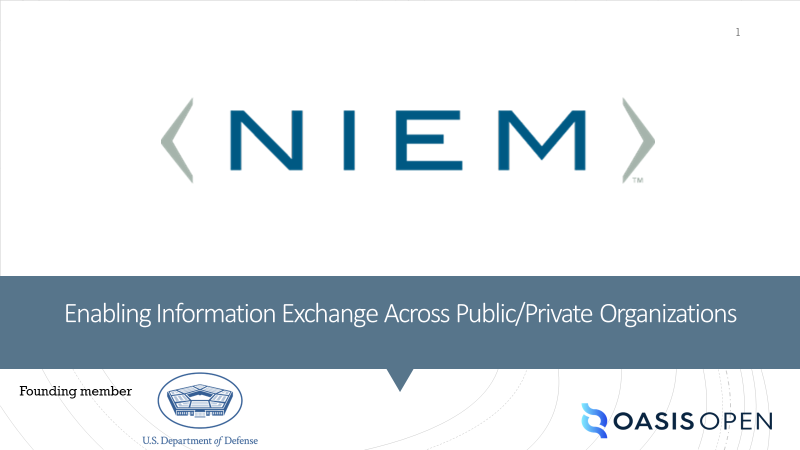 1
NIEM
TM
Enabling Information Exchange Across Public/Private Organizations
Founding member
U.S. Department of Defense
OASIS OPEN